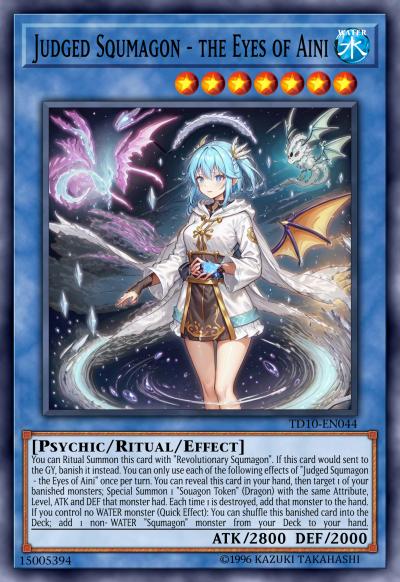 Judged Squmagon - the Eyes of Aini
WATER
水
TD10-EN044
[Psychic/Ritual/Effect]
You can Ritual Summon this card with "Revolutionary Squmagon". If this card would sent to
the GY, banish it instead. You can only use each of the following effects of "Judged Squmagon
- the Eyes of Aini" once per turn. You can reveal this card in your hand, then target 1 of your
banished monsters; Special Summon 1 "Souagon Token" (Dragon) with the same Attribute,
Level, ATK and DEF that monster had. Each time 1 is destroyed, add that monster to the hand.
If you control no WATER monster (Quick Effect): You can shuffle this banished card into the
Deck; add 1 non- WATER "Squmagon" monster from your Deck to your hand.
ATK/2800 DEF/2000
15005394
©1996 KAZUKI TAKAHASHI